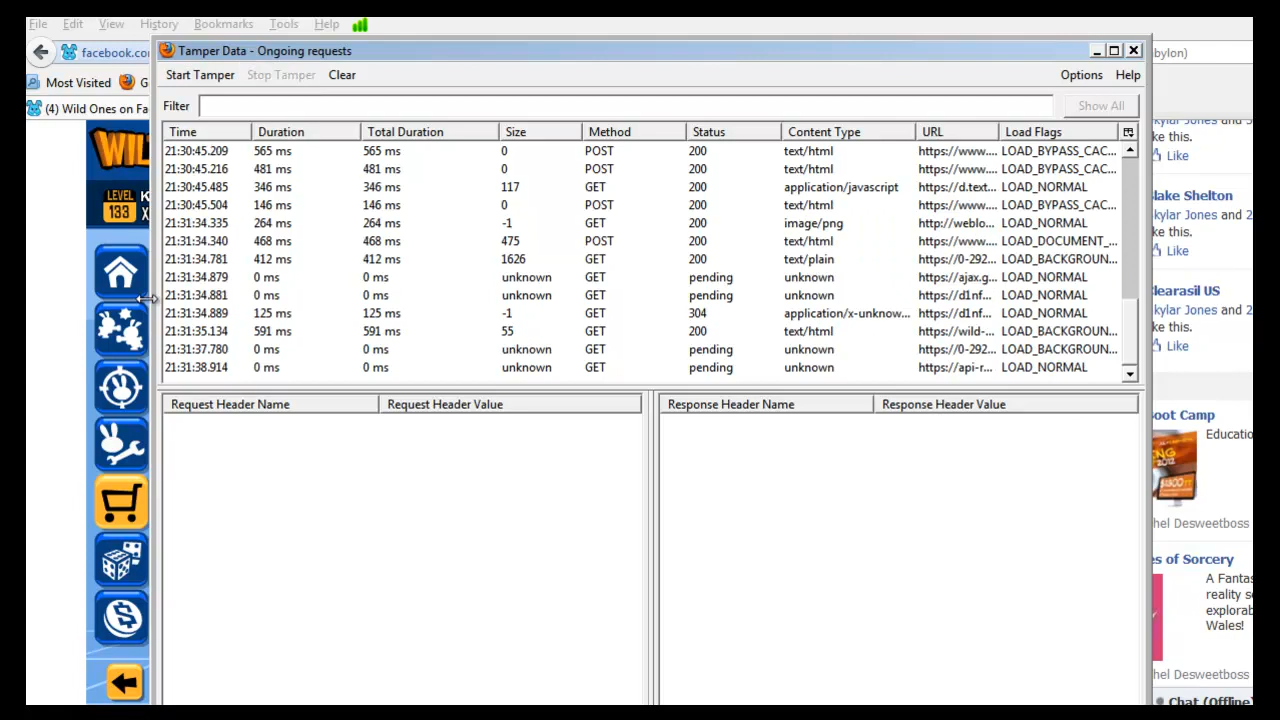 File Edit View History Bookmarks Tools Help
facebook.co
Tamper Data - Ongoing requests
bylon)
Most Visited G
Start Tamper Stop Tamper Clear Options Help
(4) Wild Ones on Fa
Filter Show All
Time Duration Total Duration Size Method Status Content Type URL Load Flags
21:30:45.209 565 ms 565 ms 0 POST 200 text/html https://www.... LOAD_BYPASS_CAC...
21:30:45.216 481 ms 481 ms 0 POST 200 text/html https://www.... LOAD_BYPASS_CAC...
21:30:45.485 346 ms 346 ms 117 GET 200 application/javascript https://d.text... LOAD_NORMAL
21:30:45.504 146 ms 146 ms 0 POST 200 text/html https://www.... LOAD_BYPASS_CAC...
21:31:34.335 264 ms 264 ms -1 GET 200 image/png http://weblo... LOAD_NORMAL
21:31:34.340 468 ms 468 ms 475 POST 200 text/html https://www.... LOAD_DOCUMENT_...
21:31:34.781 412 ms 412 ms 1626 GET 200 text/plain https://0-292... LOAD_BACKGROUN...
21:31:34.879 0 ms 0 ms unknown GET pending unknown https://ajax.g... LOAD_NORMAL
21:31:34.881 0 ms 0 ms unknown GET pending unknown https://d1nf... LOAD_NORMAL
21:31:34.889 125 ms 125 ms -1 GET 304 application/x-unknow... https://d1nf... LOAD_NORMAL
21:31:35.134 591 ms 591 ms 55 GET 200 text/html https://wild-... LOAD_BACKGROUN...
21:31:37.780 0 ms 0 ms unknown GET pending unknown https://0-292... LOAD_BACKGROUN...
21:31:38.914 0 ms 0 ms unknown GET pending unknown https://api-r... LOAD_NORMAL
Request Header Name Request Header Value Response Header Name Response Header Value
WIL
LEVEL K
133 X
kylar Jones and
ke this.
Like
lake Shelton
kylar Jones and 2
ke this.
Like
learasil US
kylar Jones and 2
ke this.
Like
oot Camp
Educatio
NG
2012
$1300
hel Desweetboss
es of Sorcery
A Fantas
reality s
explorab
Wales!
hel Desweetboss
Chat (Offline)